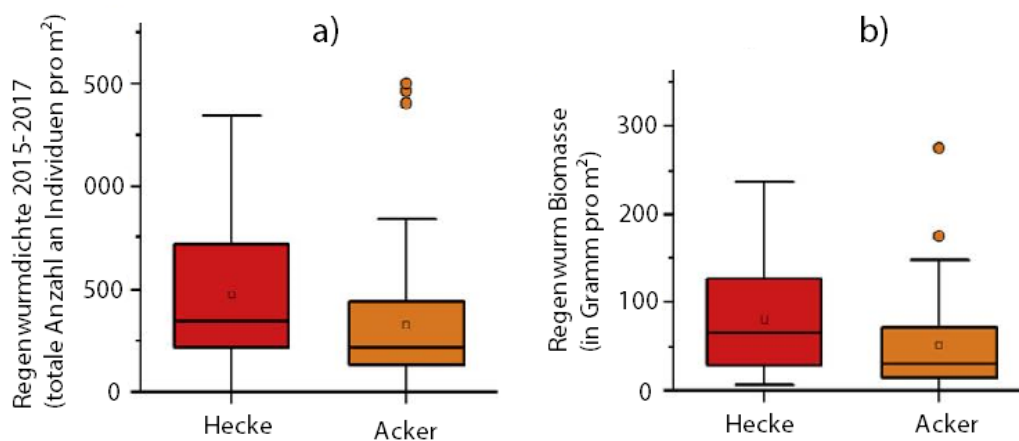 a)
Regenwurmdichte 2015-2017
(totale Anzahl an Individuen pro m²)
500
000
500
0
Hecke
Acker
b)
Regenwurm Biomasse
(in Gramm pro m²)
300
200
100
0
Hecke
Acker